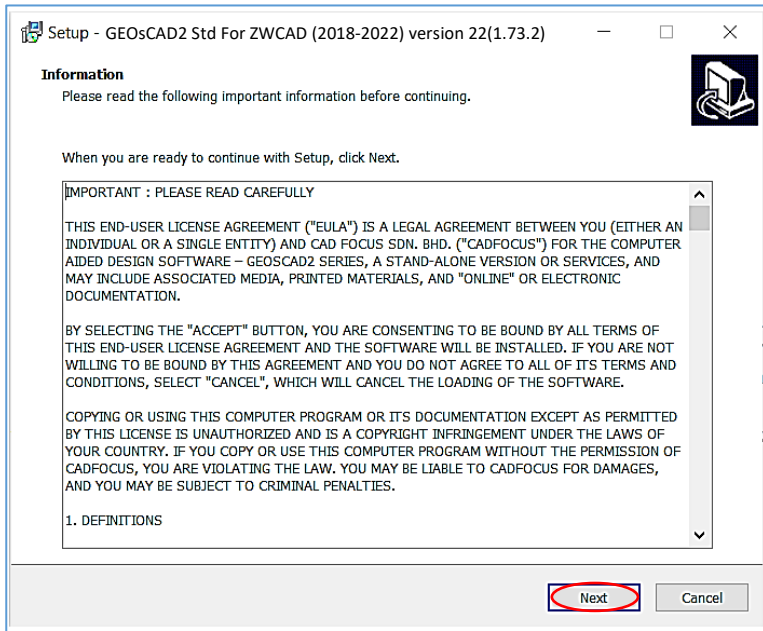 Setup - GEOsCAD2 Std For ZWCAD (2018-2022) version 22(1.73.2)
Information
Please read the following important information before continuing.
When you are ready to continue with Setup, click Next.
IMPORTANT : PLEASE READ CAREFULLY
THIS END-USER LICENSE AGREEMENT ("EULA") IS A LEGAL AGREEMENT BETWEEN YOU (EITHER AN
INDIVIDUAL OR A SINGLE ENTITY) AND CAD FOCUS SDN. BHD. ("CADFOCUS") FOR THE COMPUTER
AIDED DESIGN SOFTWARE – GEOSCAD2 SERIES, A STAND-ALONE VERSION OR SERVICES, AND
MAY INCLUDE ASSOCIATED MEDIA, PRINTED MATERIALS, AND "ONLINE" OR ELECTRONIC
DOCUMENTATION.
BY SELECTING THE "ACCEPT" BUTTON, YOU ARE CONSENTING TO BE BOUND BY ALL TERMS OF
THIS END-USER LICENSE AGREEMENT AND THE SOFTWARE WILL BE INSTALLED. IF YOU ARE NOT
WILLING TO BE BOUND BY THIS AGREEMENT AND YOU DO NOT AGREE TO ALL OF ITS TERMS AND
CONDITIONS, SELECT "CANCEL", WHICH WILL CANCEL THE LOADING OF THE SOFTWARE.
COPYING OR USING THIS COMPUTER PROGRAM OR ITS DOCUMENTATION EXCEPT AS PERMITTED
BY THIS LICENSE IS UNAUTHORIZED AND IS A COPYRIGHT INFRINGEMENT UNDER THE LAWS OF
YOUR COUNTRY. IF YOU COPY OR USE THIS COMPUTER PROGRAM WITHOUT THE PERMISSION OF
CADFOCUS, YOU ARE VIOLATING THE LAW. YOU MAY BE LIABLE TO CADFOCUS FOR DAMAGES,
AND YOU MAY BE SUBJECT TO CRIMINAL PENALTIES.
1. DEFINITIONS
Next
Cancel